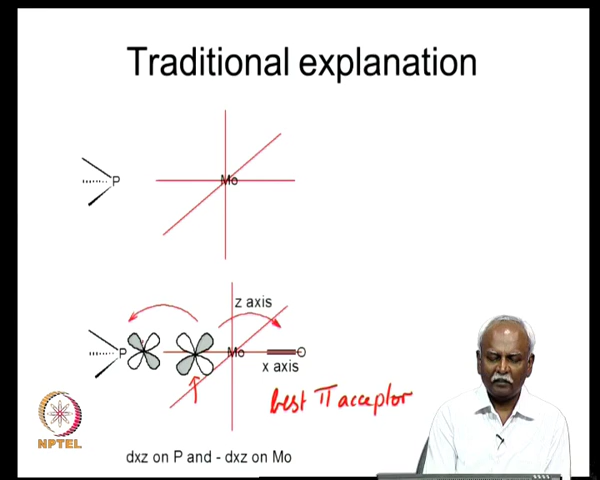 Traditional explanation
P
Mo
z axis
P
Mo
O
x axis
best π acceptor
NPTEL
dxz on P and - dxz on Mo